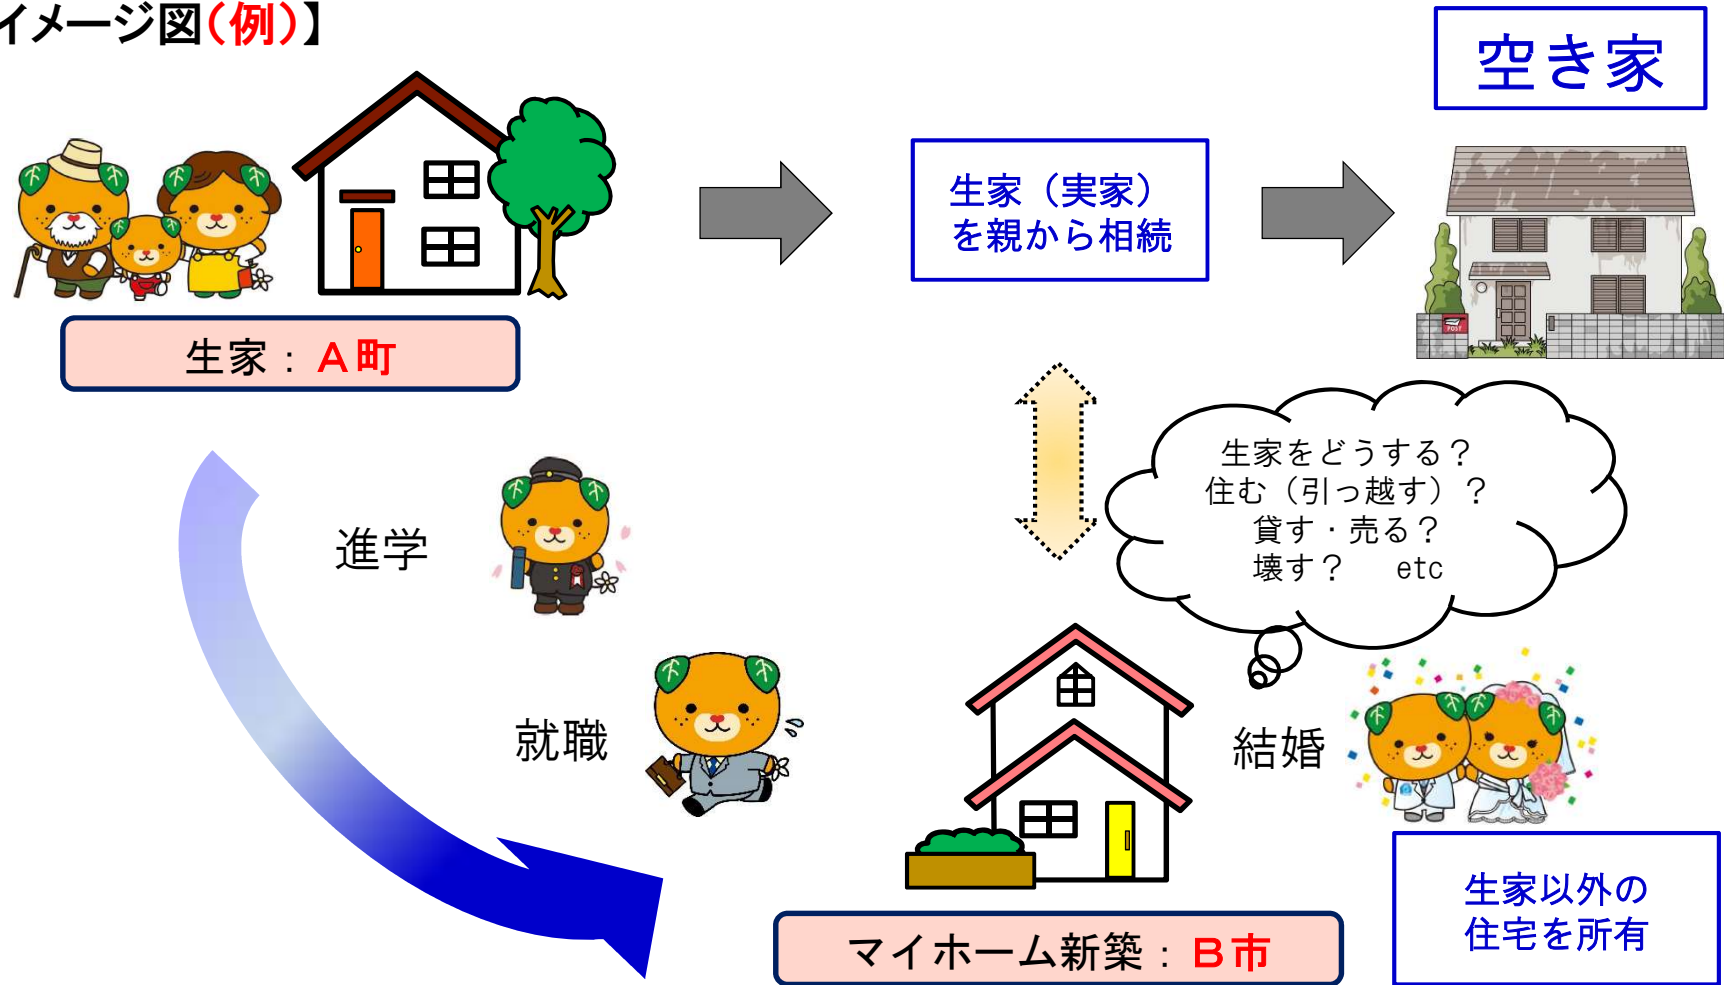 イメージ図（例）】
空き家
生家（実家）
を親から相続
POST
生家：Ａ町
生家をどうする？
住む（引っ越す）？
貸す・売る？
壊す？　etc
進学
就職
結婚
生家以外の
住宅を所有
マイホーム新築：Ｂ市